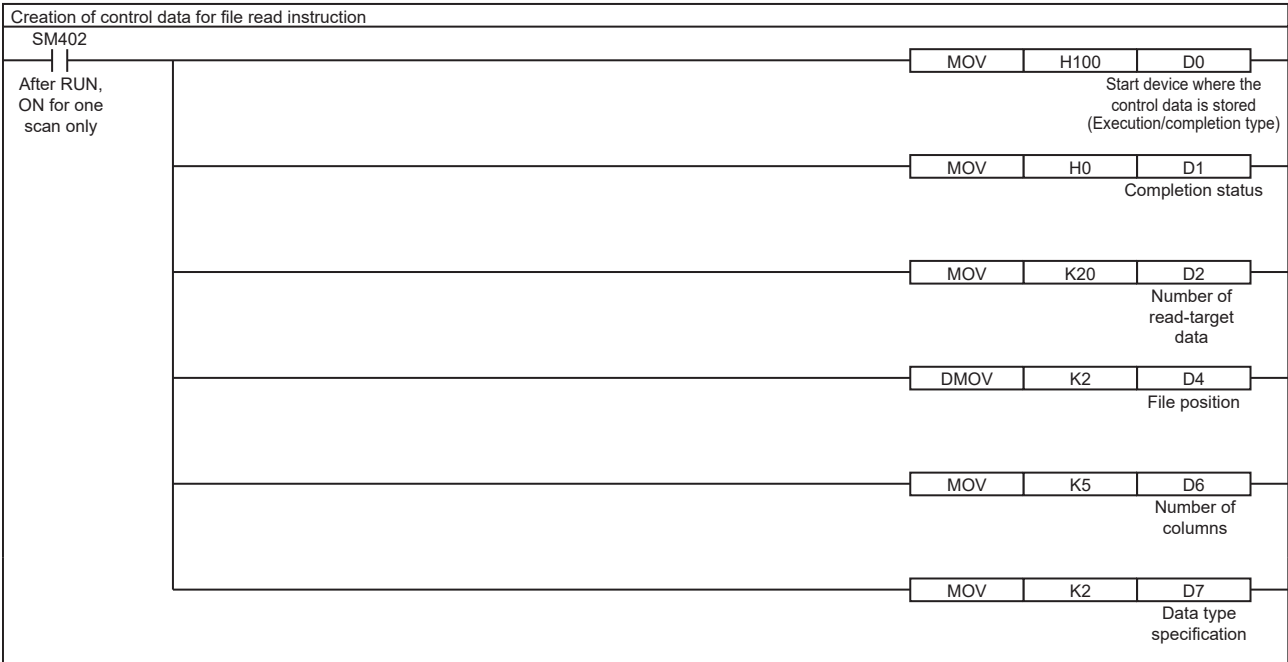 Creation of control data for file read instruction
SM402
MOV H100 D0
After RUN,
ON for one
scan only
Start device where the
control data is stored
(Execution/completion type)
MOV H0 D1
Completion status
MOV K20 D2
Number of
read-target
data
DMOV K2 D4
File position
MOV K5 D6
Number of
columns
MOV K2 D7
Data type
specification